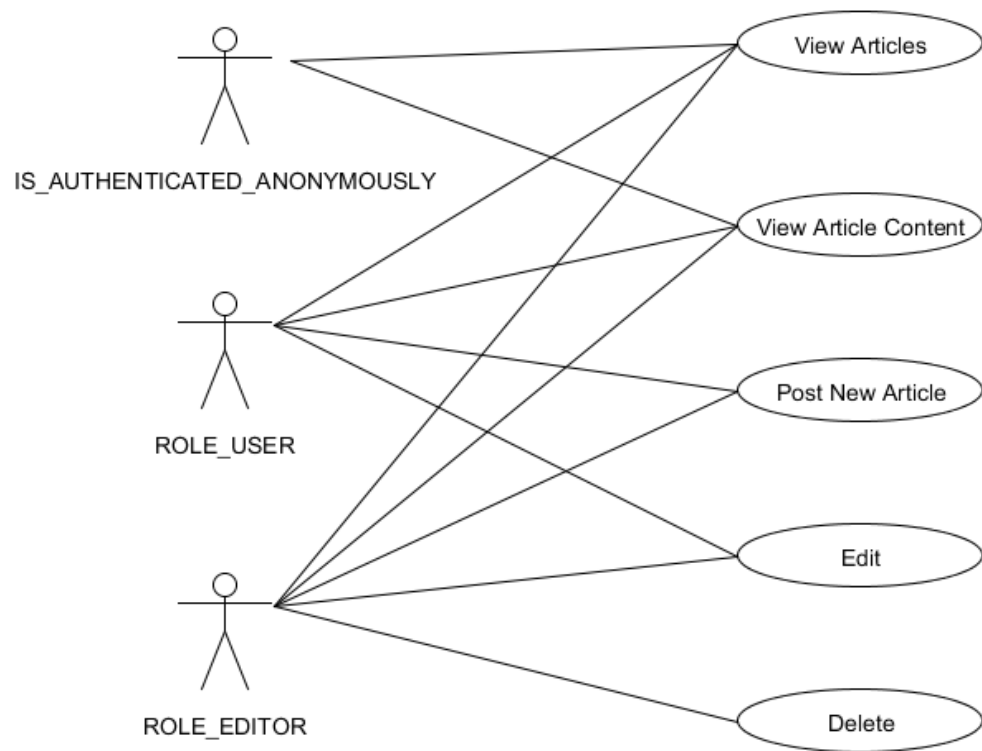 View Articles
IS_AUTHENTICATED_ANONYMOUSLY
View Article Content
ROLE_USER
Post New Article
Edit
ROLE_EDITOR
Delete